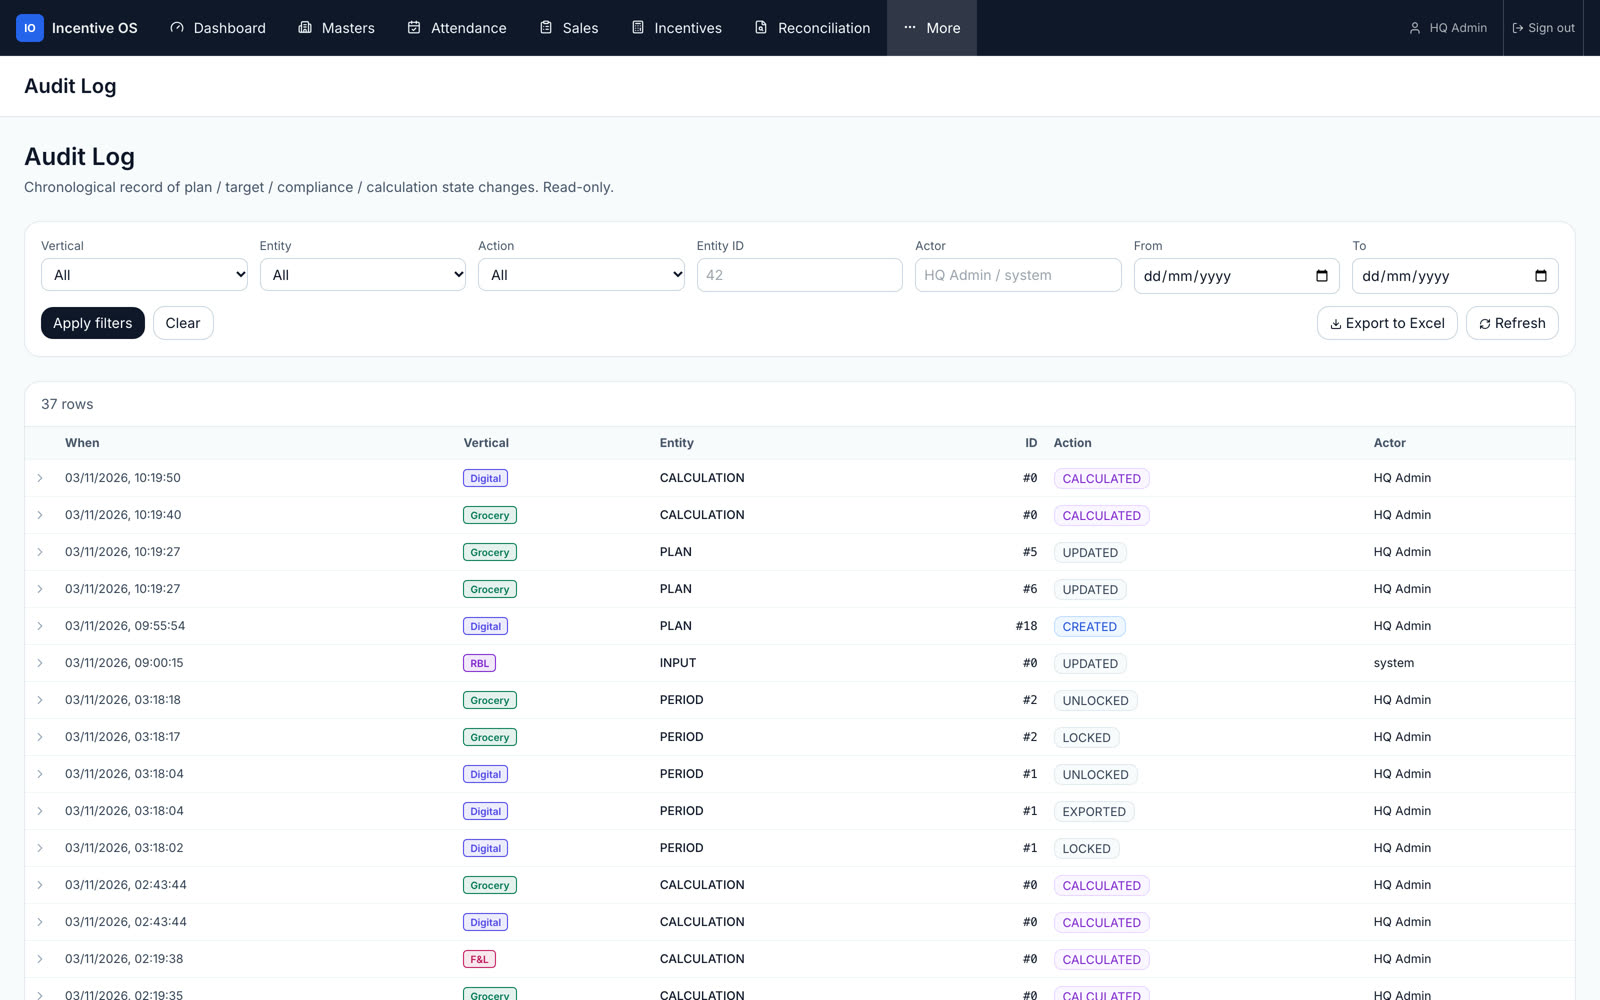 IO Incentive OS Dashboard Masters Attendance Sales Incentives Reconciliation ··· More HQ Admin Sign out
Audit Log
Audit Log
Chronological record of plan / target / compliance / calculation state changes. Read-only.
Vertical Entity Action Entity ID Actor From To
All All All 42 HQ Admin / system dd/mm/yyyy dd/mm/yyyy
Apply filters Clear Export to Excel Refresh
37 rows
When Vertical Entity ID Action Actor
03/11/2026, 10:19:50 Digital CALCULATION #0 CALCULATED HQ Admin
03/11/2026, 10:19:40 Grocery CALCULATION #0 CALCULATED HQ Admin
03/11/2026, 10:19:27 Grocery PLAN #5 UPDATED HQ Admin
03/11/2026, 10:19:27 Grocery PLAN #6 UPDATED HQ Admin
03/11/2026, 09:55:54 Digital PLAN #18 CREATED HQ Admin
03/11/2026, 09:00:15 RBL INPUT #0 UPDATED system
03/11/2026, 03:18:18 Grocery PERIOD #2 UNLOCKED HQ Admin
03/11/2026, 03:18:17 Grocery PERIOD #2 LOCKED HQ Admin
03/11/2026, 03:18:04 Digital PERIOD #1 UNLOCKED HQ Admin
03/11/2026, 03:18:04 Digital PERIOD #1 EXPORTED HQ Admin
03/11/2026, 03:18:02 Digital PERIOD #1 LOCKED HQ Admin
03/11/2026, 02:43:44 Grocery CALCULATION #0 CALCULATED HQ Admin
03/11/2026, 02:43:44 Digital CALCULATION #0 CALCULATED HQ Admin
03/11/2026, 02:19:38 F&L CALCULATION #0 CALCULATED HQ Admin
03/11/2026, 02:19:35 Grocery CALCULATION #0 CALCULATED HQ Admin